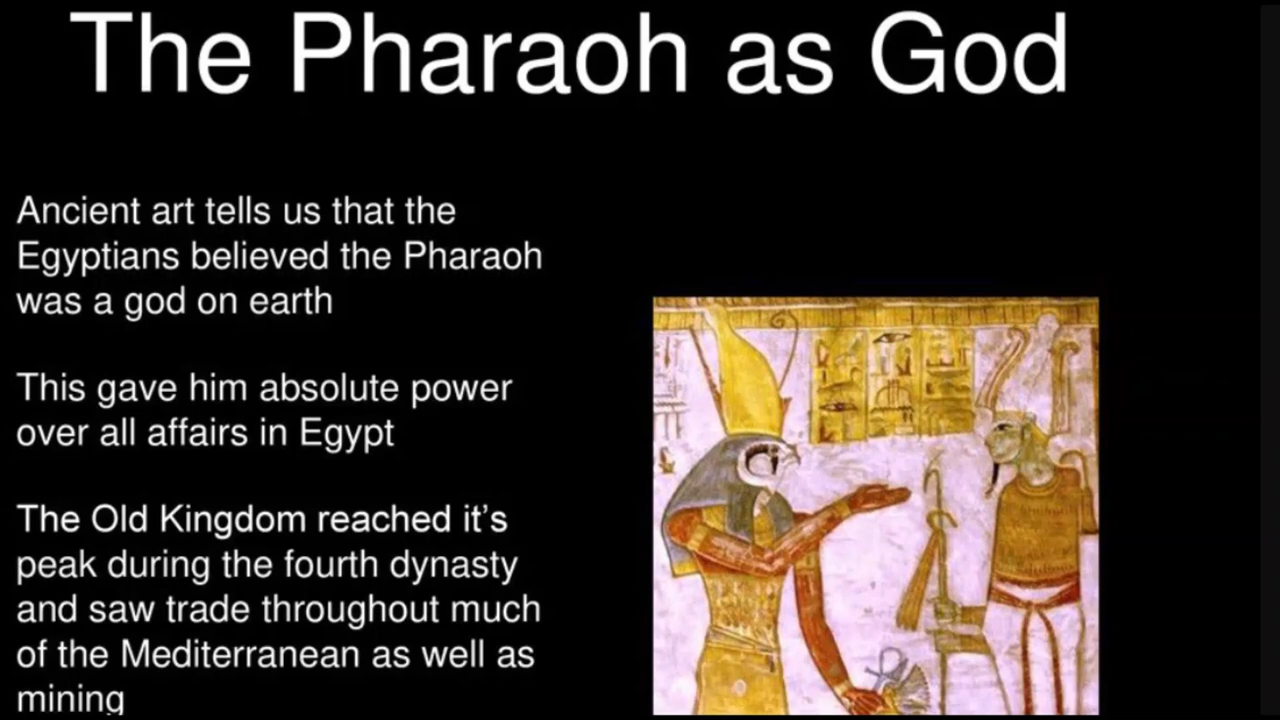 The Pharaoh as God
Ancient art tells us that the
Egyptians believed the Pharaoh
was a god on earth
This gave him absolute power
over all affairs in Egypt
The Old Kingdom reached it’s
peak during the fourth dynasty
and saw trade throughout much
of the Mediterranean as well as
mining